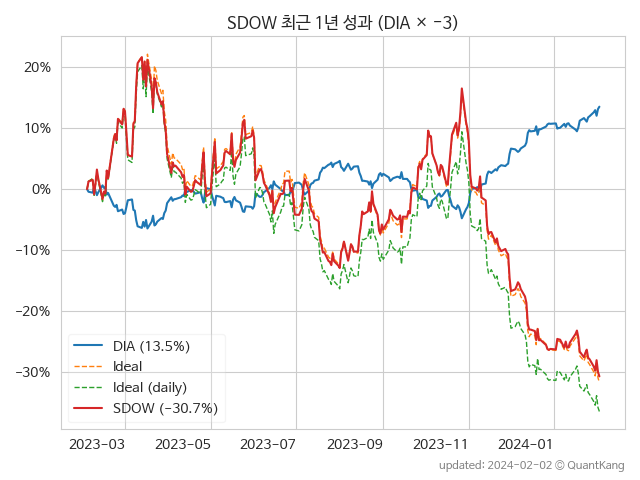 SDOW 최근 1년 성과 (DIA × −3)
20%
10%
0%
−10%
−20%
−30%
DIA (13.5%)
Ideal
Ideal (daily)
SDOW (−30.7%)
2023−03 2023−05 2023−07 2023−09 2023−11 2024−01
updated: 2024−02−02 © QuantKang